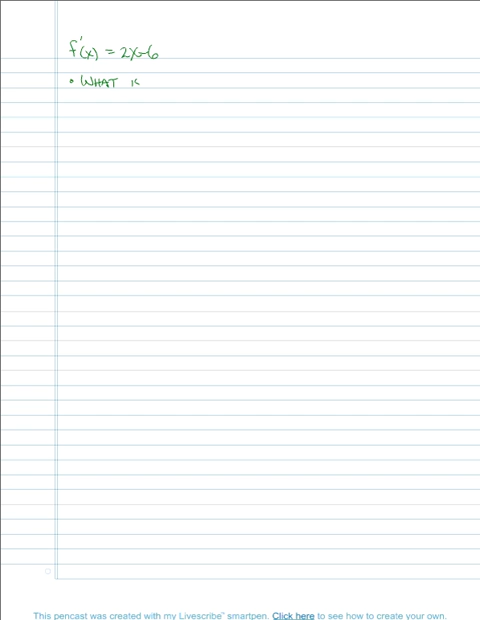 f'(x) = 2x-6
• WHAT IS
This pencast was created with my Livescribe™ smartpen. Click here to see how to create your own.